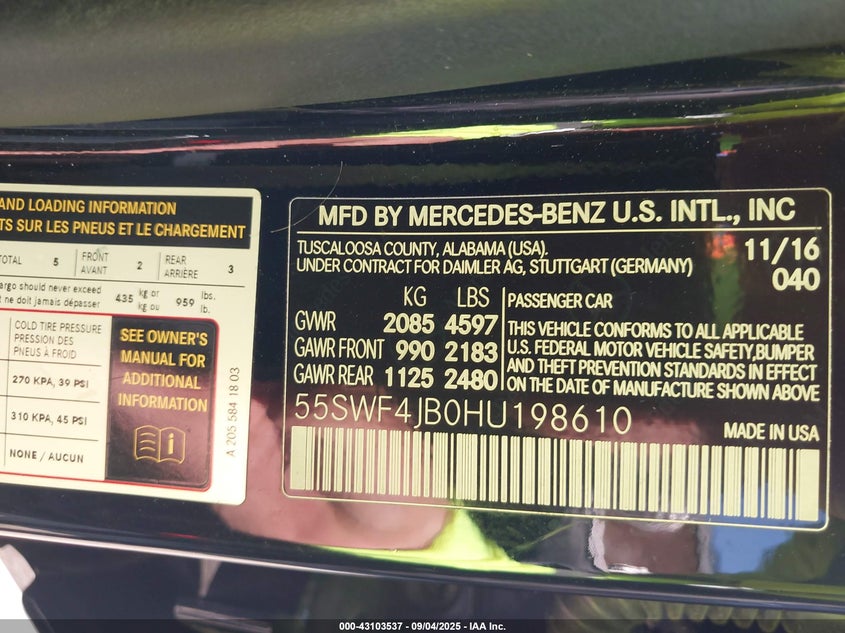 AND LOADING INFORMATION
TS SUR LES PNEUS ET LE CHARGEMENT
TOTAL 5 FRONT AVANT 2 REAR ARRIÈRE 3
argo should never exceed
t ne doit jamais dépasser
435 kg or kg ou 959 lbs. lb.
COLD TIRE PRESSURE
PRESSION DES
PNEUS À FROID
270 KPA, 39 PSI
310 KPA, 45 PSI
NONE / AUCUN
SEE OWNER'S
MANUAL FOR
ADDITIONAL
INFORMATION
A 205 584 18 03
MFD BY MERCEDES-BENZ U.S. INTL., INC
TUSCALOOSA COUNTY, ALABAMA (USA).
UNDER CONTRACT FOR DAIMLER AG, STUTTGART (GERMANY)
11/16
040
KG LBS
GVWR 2085 4597
GAWR FRONT 990 2183
GAWR REAR 1125 2480
PASSENGER CAR
THIS VEHICLE CONFORMS TO ALL APPLICABLE
U.S. FEDERAL MOTOR VEHICLE SAFETY,BUMPER
AND THEFT PREVENTION STANDARDS IN EFFECT
ON THE DATE OF MANUFACTURE SHOWN ABOVE
55SWF4JB0HU198610
MADE IN USA
000-43103537 - 09/04/2025 - IAA Inc.